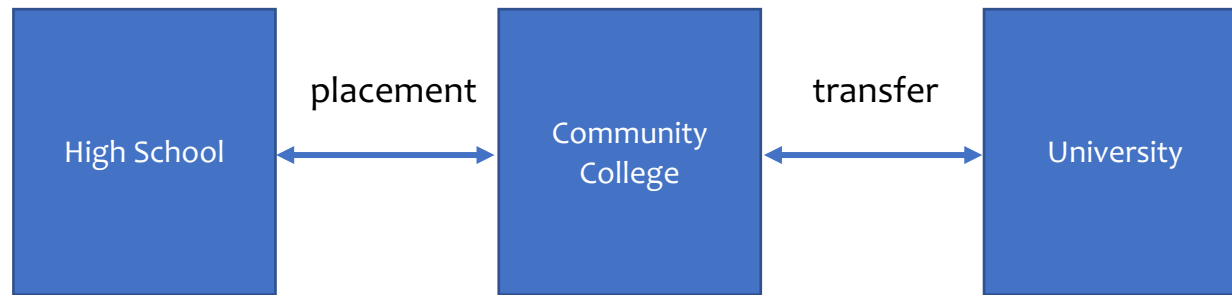 placement
transfer
High School
Community
College
University